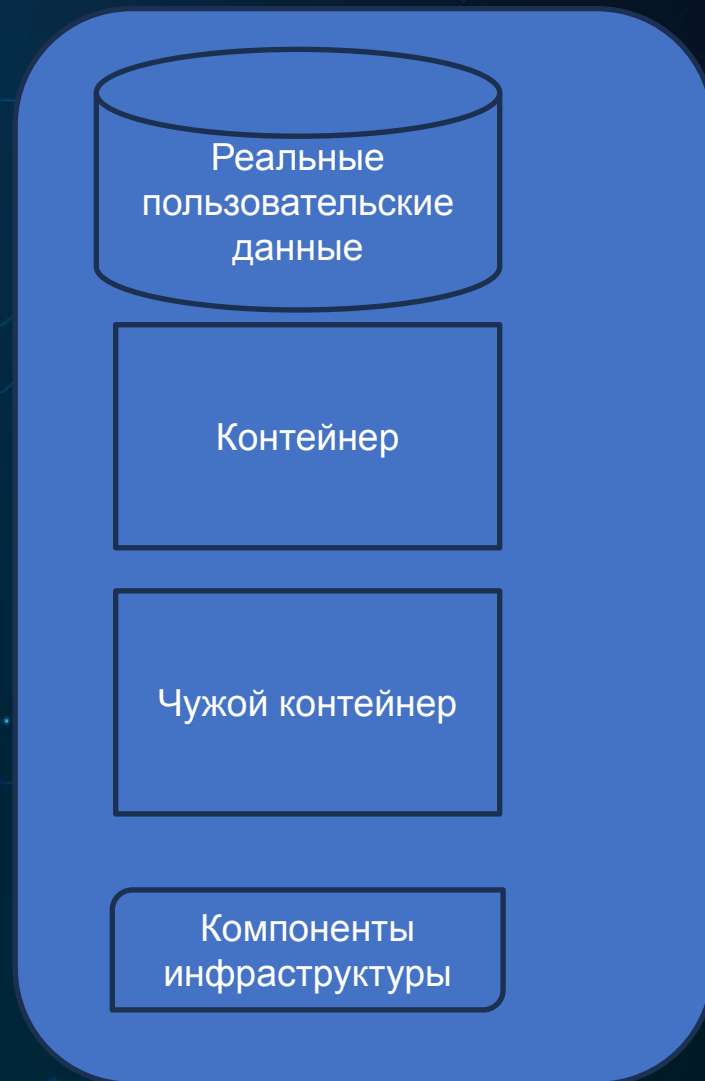 Реальные
пользовательские
данные
Контейнер
Чужой контейнер
Компоненты
инфраструктуры